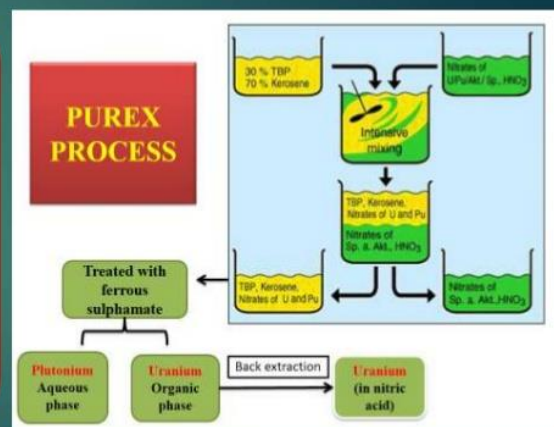 PUREX
PROCESS
30 % TBP
70 % Kerosene
Nitrates of
U/Pu/Akt/ Sp., HNO₃
Intensive
mixing
TBP, Kerosene,
Nitrates of U and Pu
Nitrates of
Sp. a. Akt., HNO₃
TBP, Kerosene,
Nitrates of U and Pu
Nitrates of
Sp. a. Akt.,HNO₃
Treated with
ferrous
sulphamate
Plutonium
Aqueous
phase
Uranium
Organic
phase
Back extraction
Uranium
(in nitric
acid)